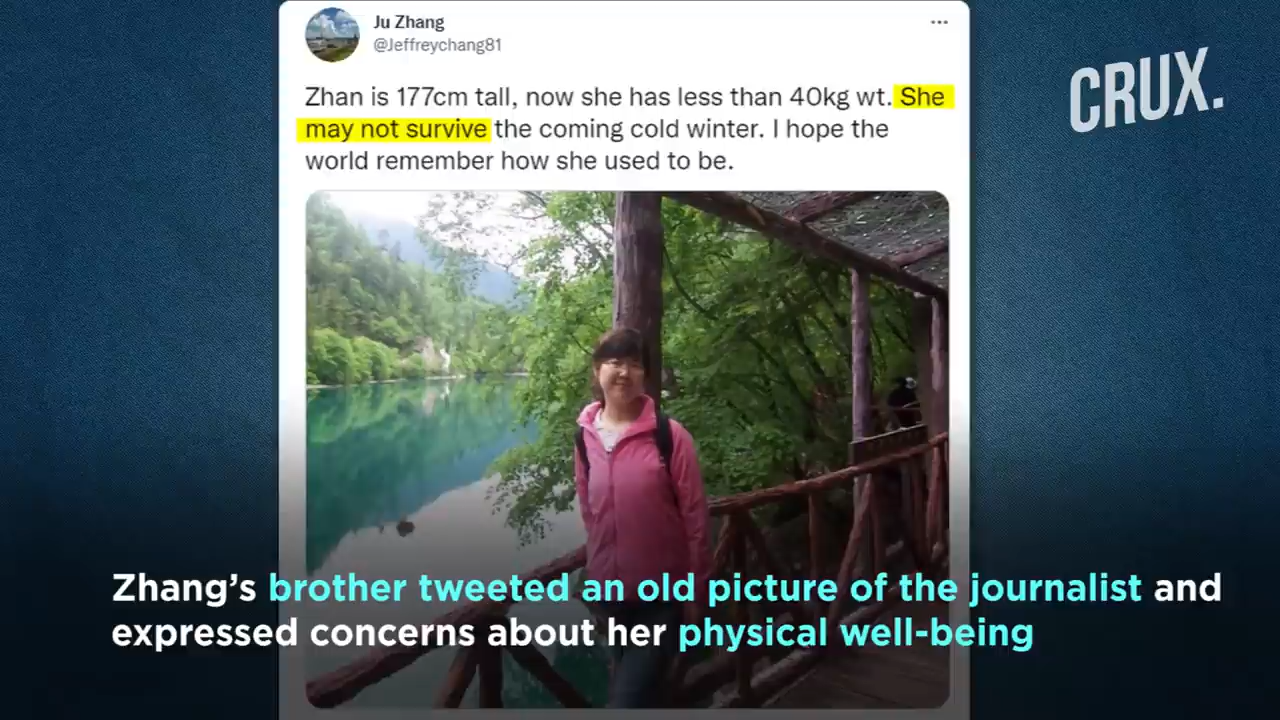 Ju Zhang
@Jeffreychang81
...
CRUX.
Zhan is 177cm tall, now she has less than 40kg wt. She
may not survive the coming cold winter. I hope the
world remember how she used to be.
Zhang’s brother tweeted an old picture of the journalist and
expressed concerns about her physical well-being